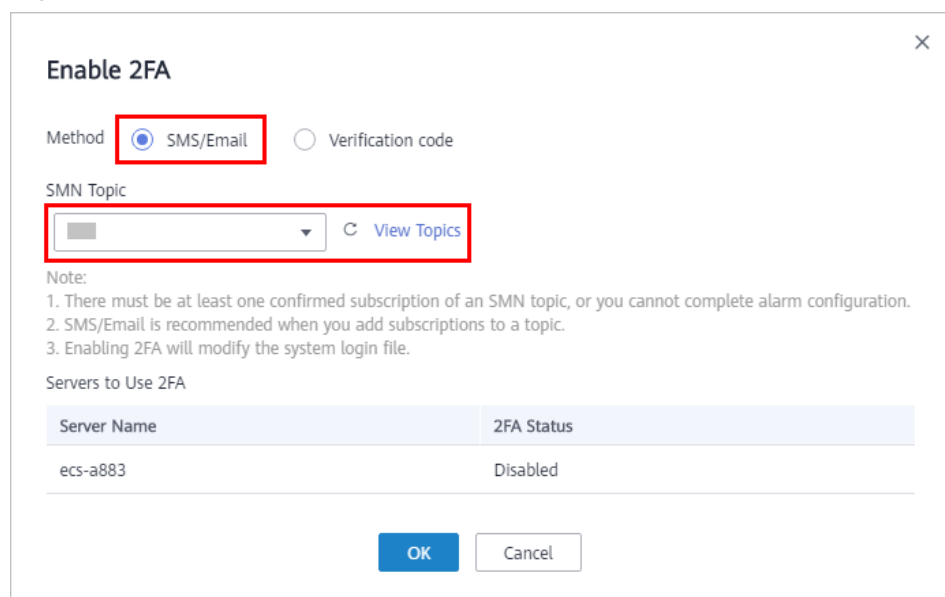 Enable 2FA
Method SMS/Email Verification code
SMN Topic
View Topics
Note:
1. There must be at least one confirmed subscription of an SMN topic, or you cannot complete alarm configuration.
2. SMS/Email is recommended when you add subscriptions to a topic.
3. Enabling 2FA will modify the system login file.
Servers to Use 2FA
Server Name 2FA Status
ecs-a883 Disabled
OK Cancel